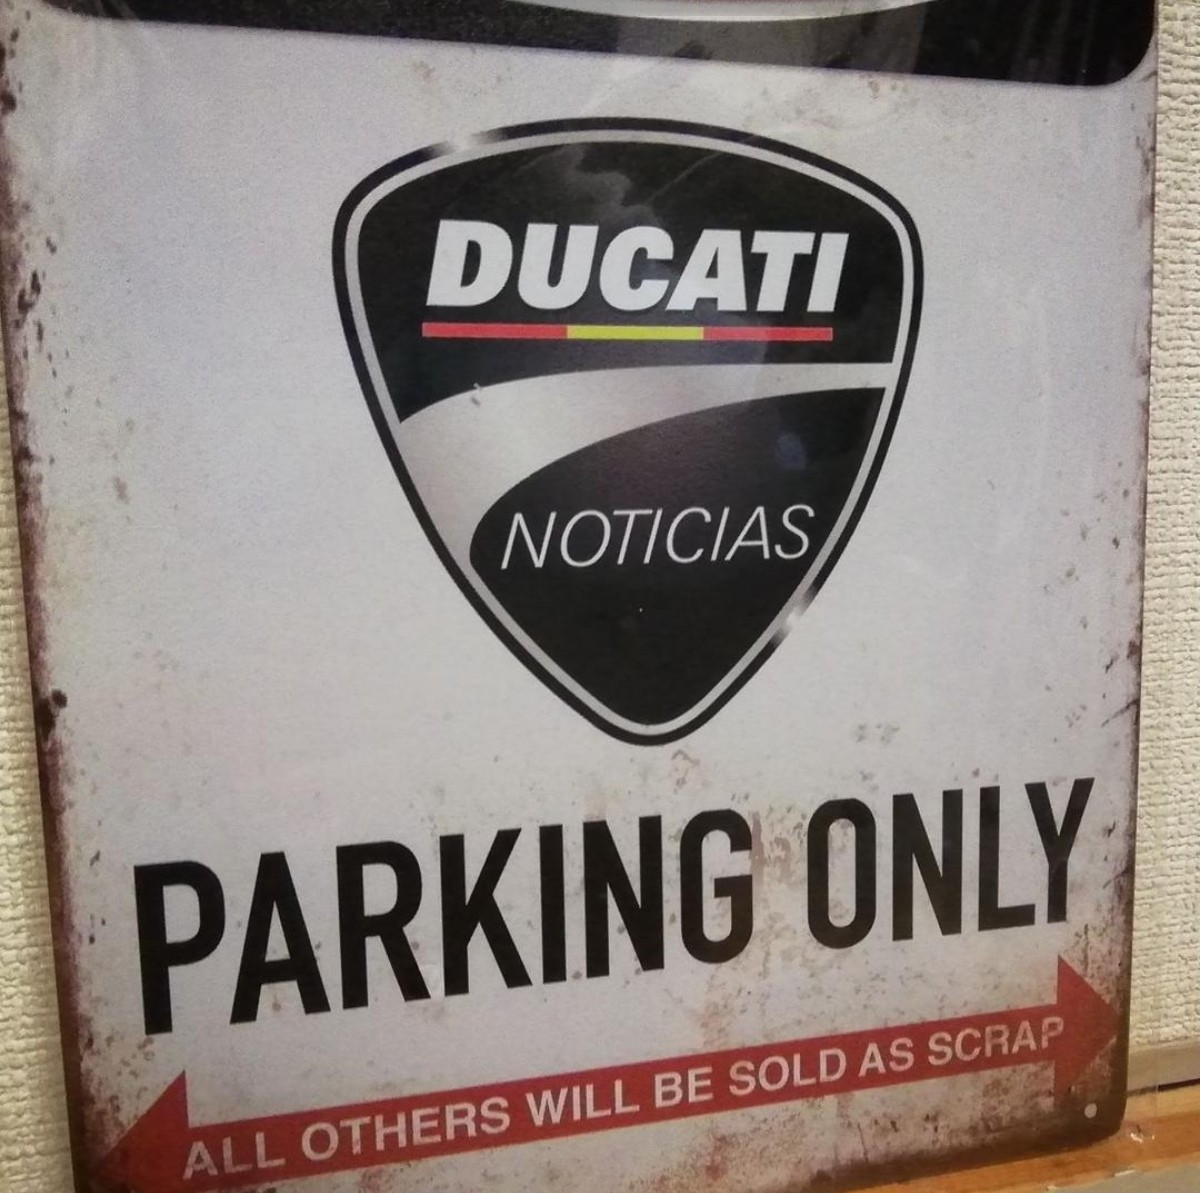 DUCATI
NOTICIAS
PARKING ONLY
ALL OTHERS WILL BE SOLD AS SCRAP